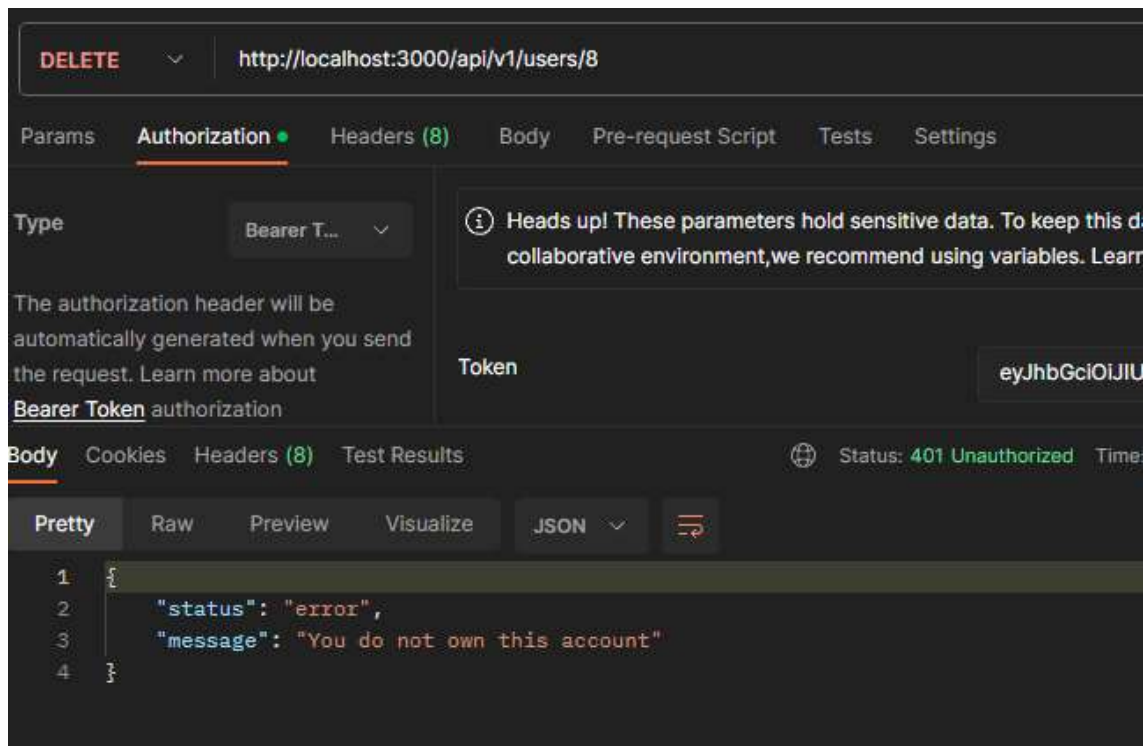 DELETE http://localhost:3000/api/v1/users/8
Params Authorization Headers (8) Body Pre-request Script Tests Settings
Type
Bearer T...
The authorization header will be
automatically generated when you send
the request. Learn more about
Bearer Token authorization
Heads up! These parameters hold sensitive data. To keep this da
collaborative environment,we recommend using variables. Learn
Token
eyJhbGciOiJIU
Body Cookies Headers (8) Test Results
Status: 401 Unauthorized Time:
Pretty Raw Preview Visualize JSON
1 {
2 "status": "error",
3 "message": "You do not own this account"
4 }